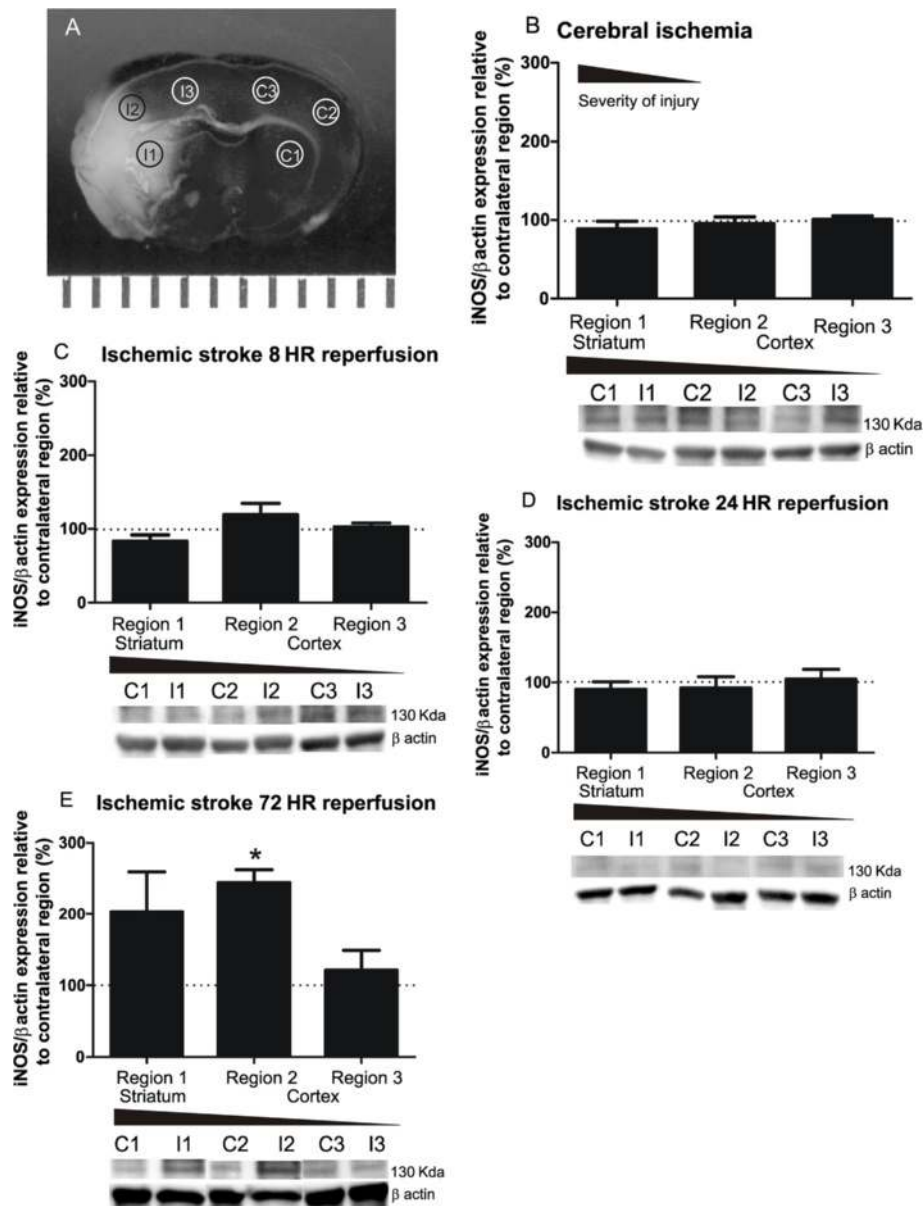 A
I2
I3
C3
C2
I1
C1
B Cerebral ischemia
iNOS/β actin expression relative
to contralateral region (%)
300
200
100
0
Severity of injury
Region 1 Region 2 Region 3
Striatum Cortex
C1 I1 C2 I2 C3 I3
130 Kda
β actin
C Ischemic stroke 8 HR reperfusion
iNOS/β actin expression relative
to contralateral region (%)
300
200
100
0
Region 1 Region 2 Region 3
Striatum Cortex
C1 I1 C2 I2 C3 I3
130 Kda
β actin
D Ischemic stroke 24 HR reperfusion
iNOS/β actin expression relative
to contralateral region (%)
300
200
100
0
Region 1 Region 2 Region 3
Striatum Cortex
C1 I1 C2 I2 C3 I3
130 Kda
β actin
E Ischemic stroke 72 HR reperfusion
iNOS/β actin expression relative
to contralateral region (%)
300
200
100
0
*
Region 1 Region 2 Region 3
Striatum Cortex
C1 I1 C2 I2 C3 I3
130 Kda
β actin